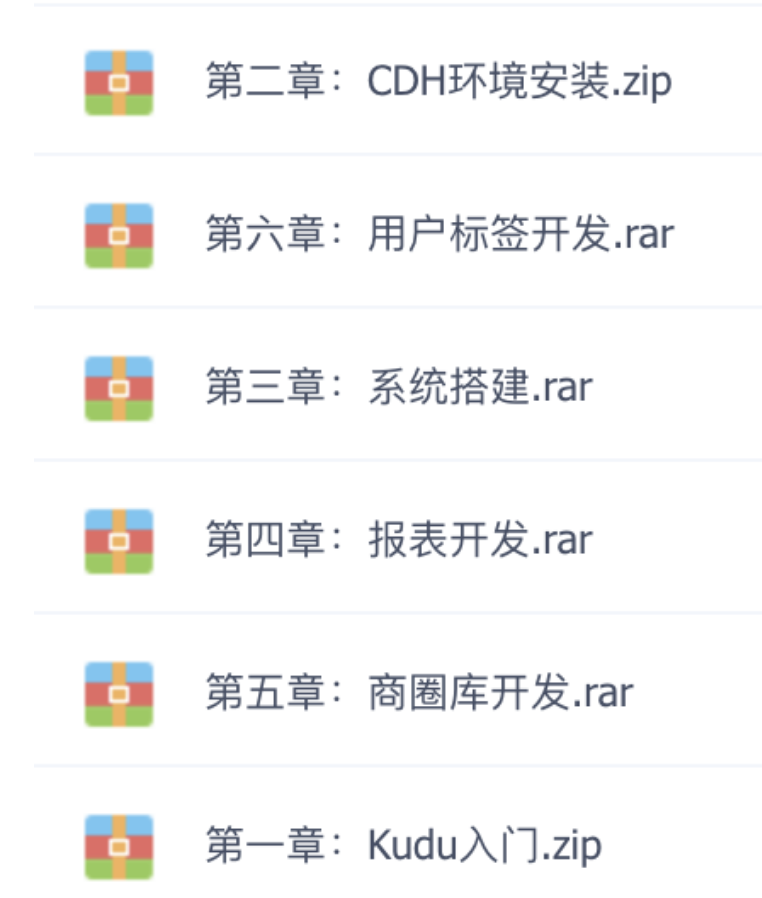 第二章：CDH环境安装.zip
第六章：用户标签开发.rar
第三章：系统搭建.rar
第四章：报表开发.rar
第五章：商圈库开发.rar
第一章：Kudu入门.zip